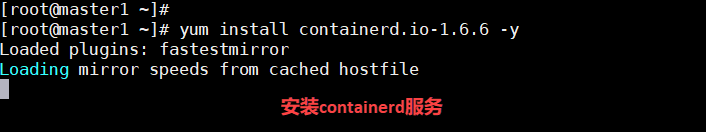 [root@master1 ~]#
[root@master1 ~]# yum install containerd.io-1.6.6 -y
Loaded plugins: fastestmirror
Loading mirror speeds from cached hostfile
安装containerd服务